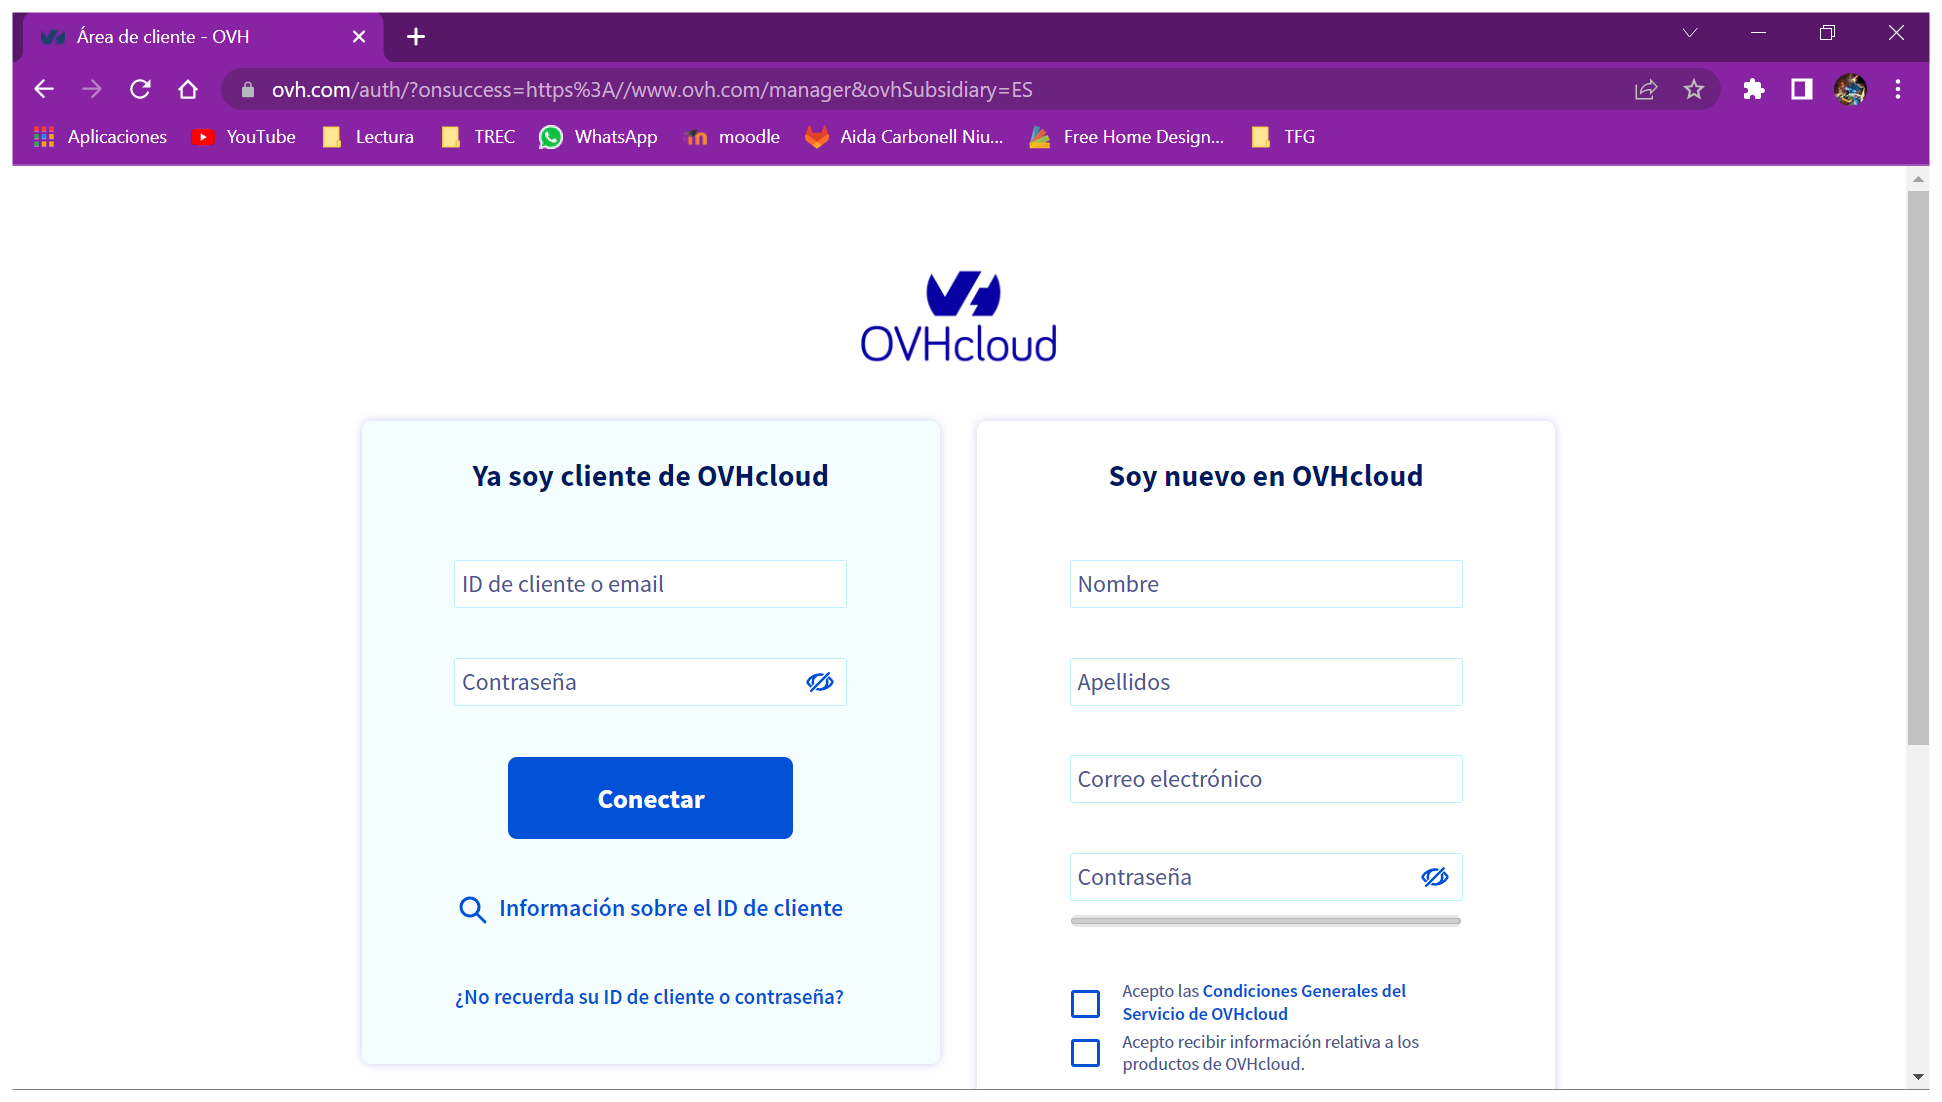 Área de cliente - OVH
ovh.com/auth/?onsuccess=https%3A//www.ovh.com/manager&ovhSubsidiary=ES
Aplicaciones YouTube Lectura TREC WhatsApp moodle Aida Carbonell Niu... Free Home Design... TFG
OVHcloud
Ya soy cliente de OVHcloud
ID de cliente o email
Contraseña
Conectar
Información sobre el ID de cliente
¿No recuerda su ID de cliente o contraseña?
Soy nuevo en OVHcloud
Nombre
Apellidos
Correo electrónico
Contraseña
Acepto las Condiciones Generales del
Servicio de OVHcloud
Acepto recibir información relativa a los
productos de OVHcloud.